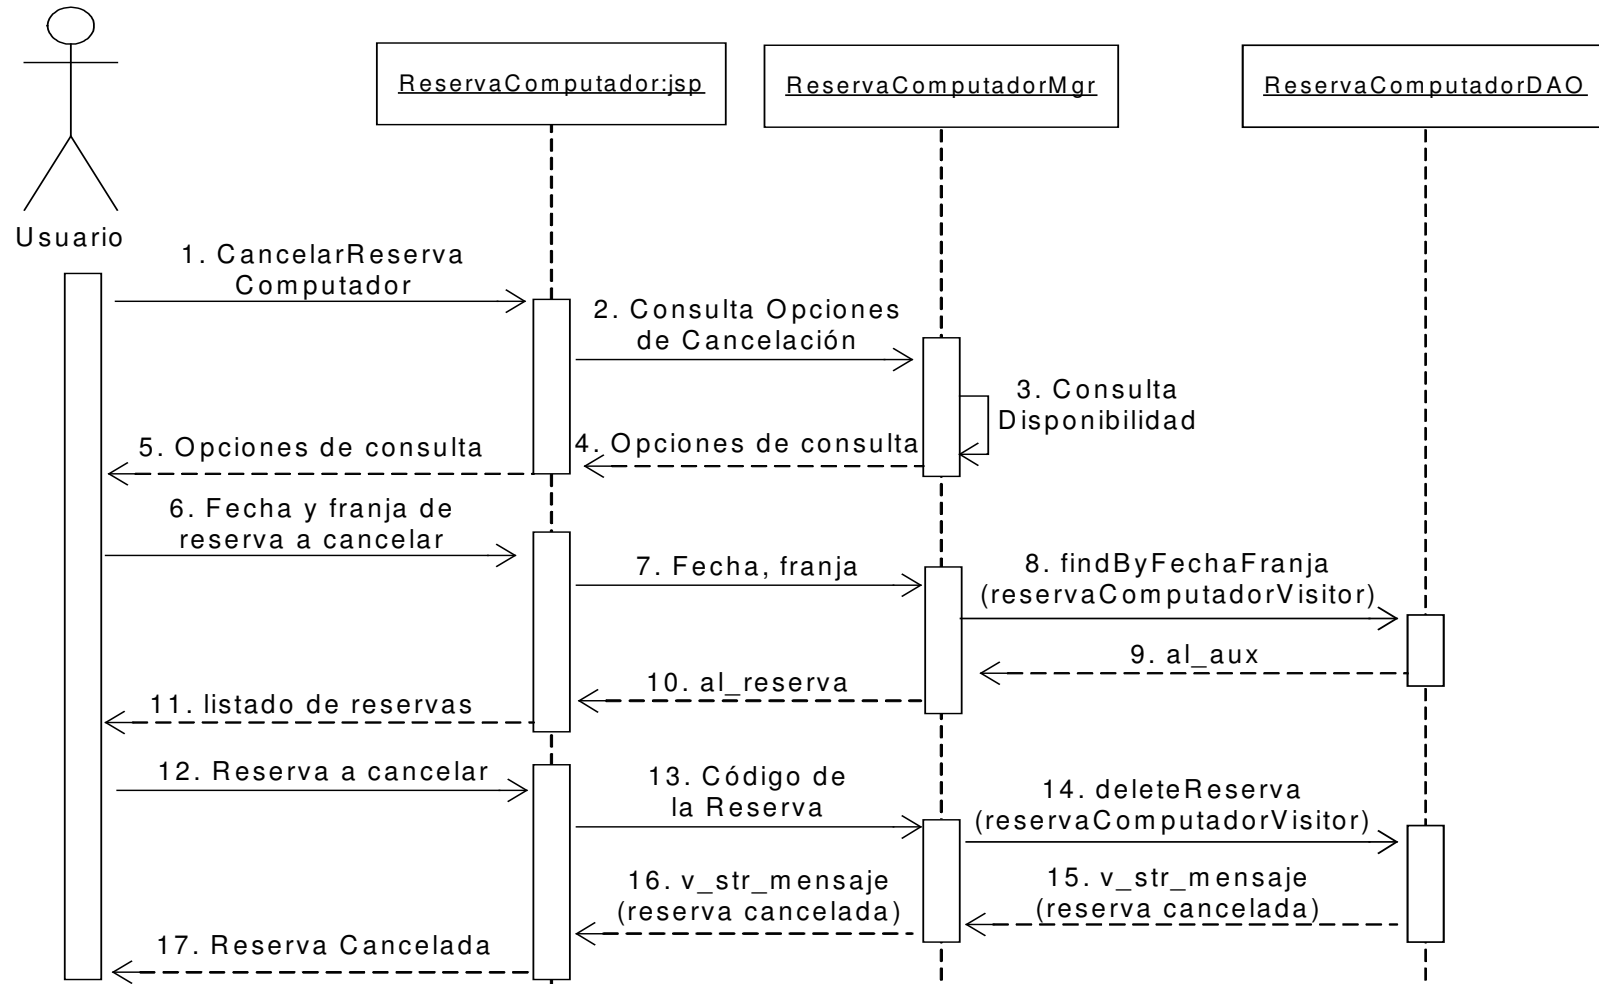 ReservaComputador:jsp
ReservaComputadorMgr
ReservaComputadorDAO
Usuario
1. CancelarReserva
Computador
2. Consulta Opciones
de Cancelación
3. Consulta
Disponibilidad
4. Opciones de consulta
5. Opciones de consulta
6. Fecha y franja de
reserva a cancelar
7. Fecha, franja
8. findByFechaFranja
(reservaComputadorVisitor)
9. al_aux
10. al_reserva
11. listado de reservas
12. Reserva a cancelar
13. Código de
la Reserva
14. deleteReserva
(reservaComputadorVisitor)
15. v_str_mensaje
(reserva cancelada)
16. v_str_mensaje
(reserva cancelada)
17. Reserva Cancelada